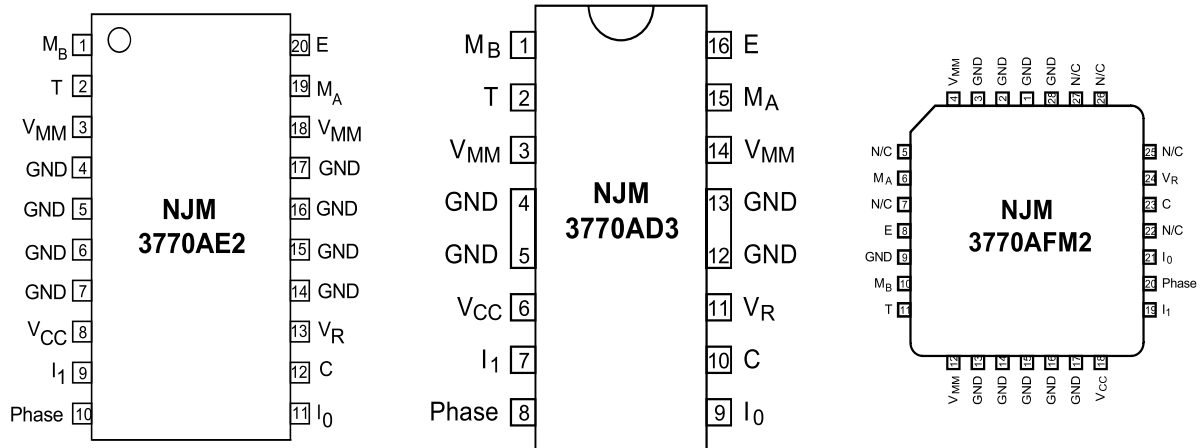 M_B 1 20 E
T 2 19 M_A
V_MM 3 18 V_MM
GND 4 17 GND
GND 5 16 GND
GND 6 15 GND
GND 7 14 GND
V_CC 8 13 V_R
I_1 9 12 C
Phase 10 11 I_0
NJM
3770AE2
M_B 1 16 E
T 2 15 M_A
V_MM 3 14 V_MM
GND 4 13 GND
GND 5 12 GND
V_CC 6 11 V_R
I_1 7 10 C
Phase 8 9 I_0
NJM
3770AD3
V_MM GND GND GND GND N/C N/C
4 3 2 1 28 27 26
N/C 5 25 N/C
M_A 6 24 V_R
N/C 7 23 C
E 8 22 N/C
GND 9 21 I_0
M_B 10 20 Phase
T 11 19 I_1
NJM
3770AFM2
12 13 14 15 16 17 18
V_MM GND GND GND GND GND V_CC